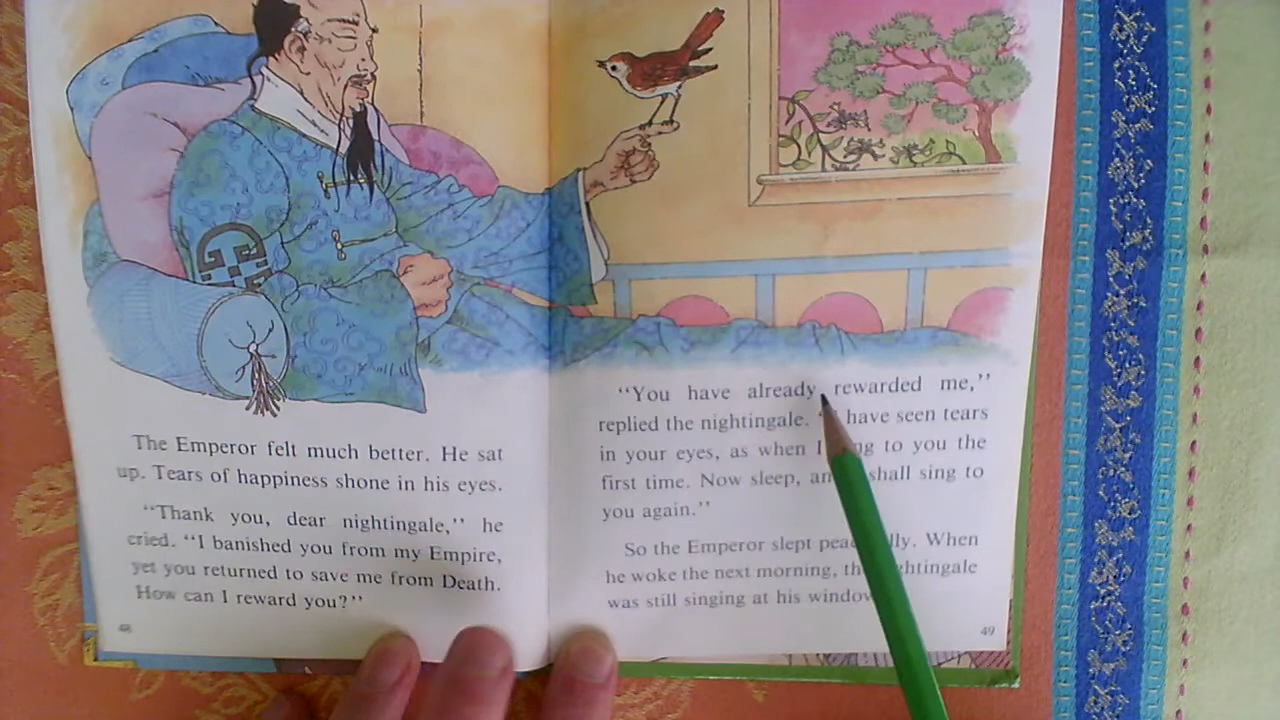 The Emperor felt much better. He sat
up. Tears of happiness shone in his eyes.
“Thank you, dear nightingale,” he
cried. “I banished you from my Empire,
yet you returned to save me from Death.
How can I reward you?”
48
“You have already rewarded me,”
replied the nightingale. “I have seen tears
in your eyes, as when I to you the
first time. Now sleep, shall sing to
you again.”
So the Emperor slept When
he woke the next morning,
was still singing at his
49